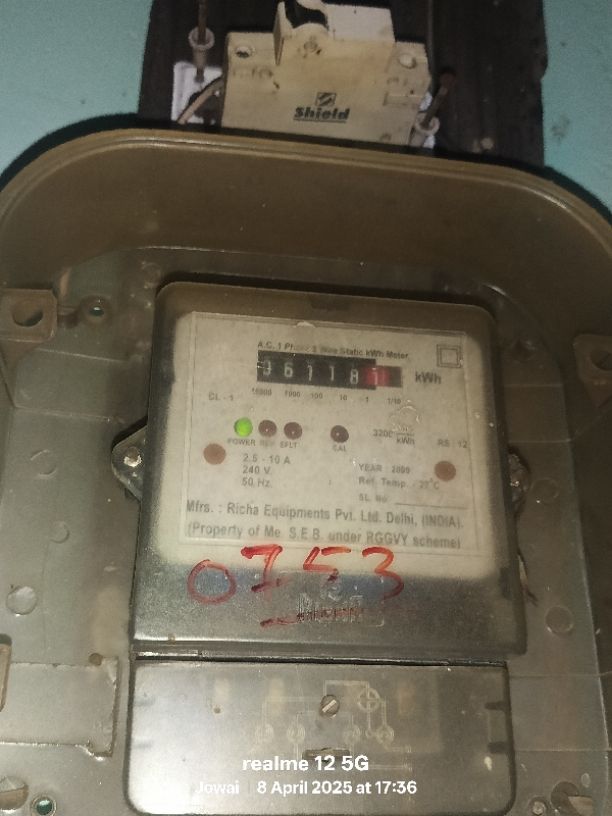 Shield
A.C. 1 Phase 2 Wire Static kWh Meter
kWh
CL - 1
10000 1000 100 10 1 1/10
3200 kWh
RS : 12
POWER REV EFLT CAL
2.5 - 10 A
240 V.
50 Hz.
YEAR : 2009
Ref. Temp. - 27°C
SL. No.
Mfrs. : Richa Equipments Pvt. Ltd. Delhi, (INDIA).
(Property of Me. S.E.B. under RGGVY scheme)
0753
realme 12 5G
Jowai 8 April 2025 at 17:36